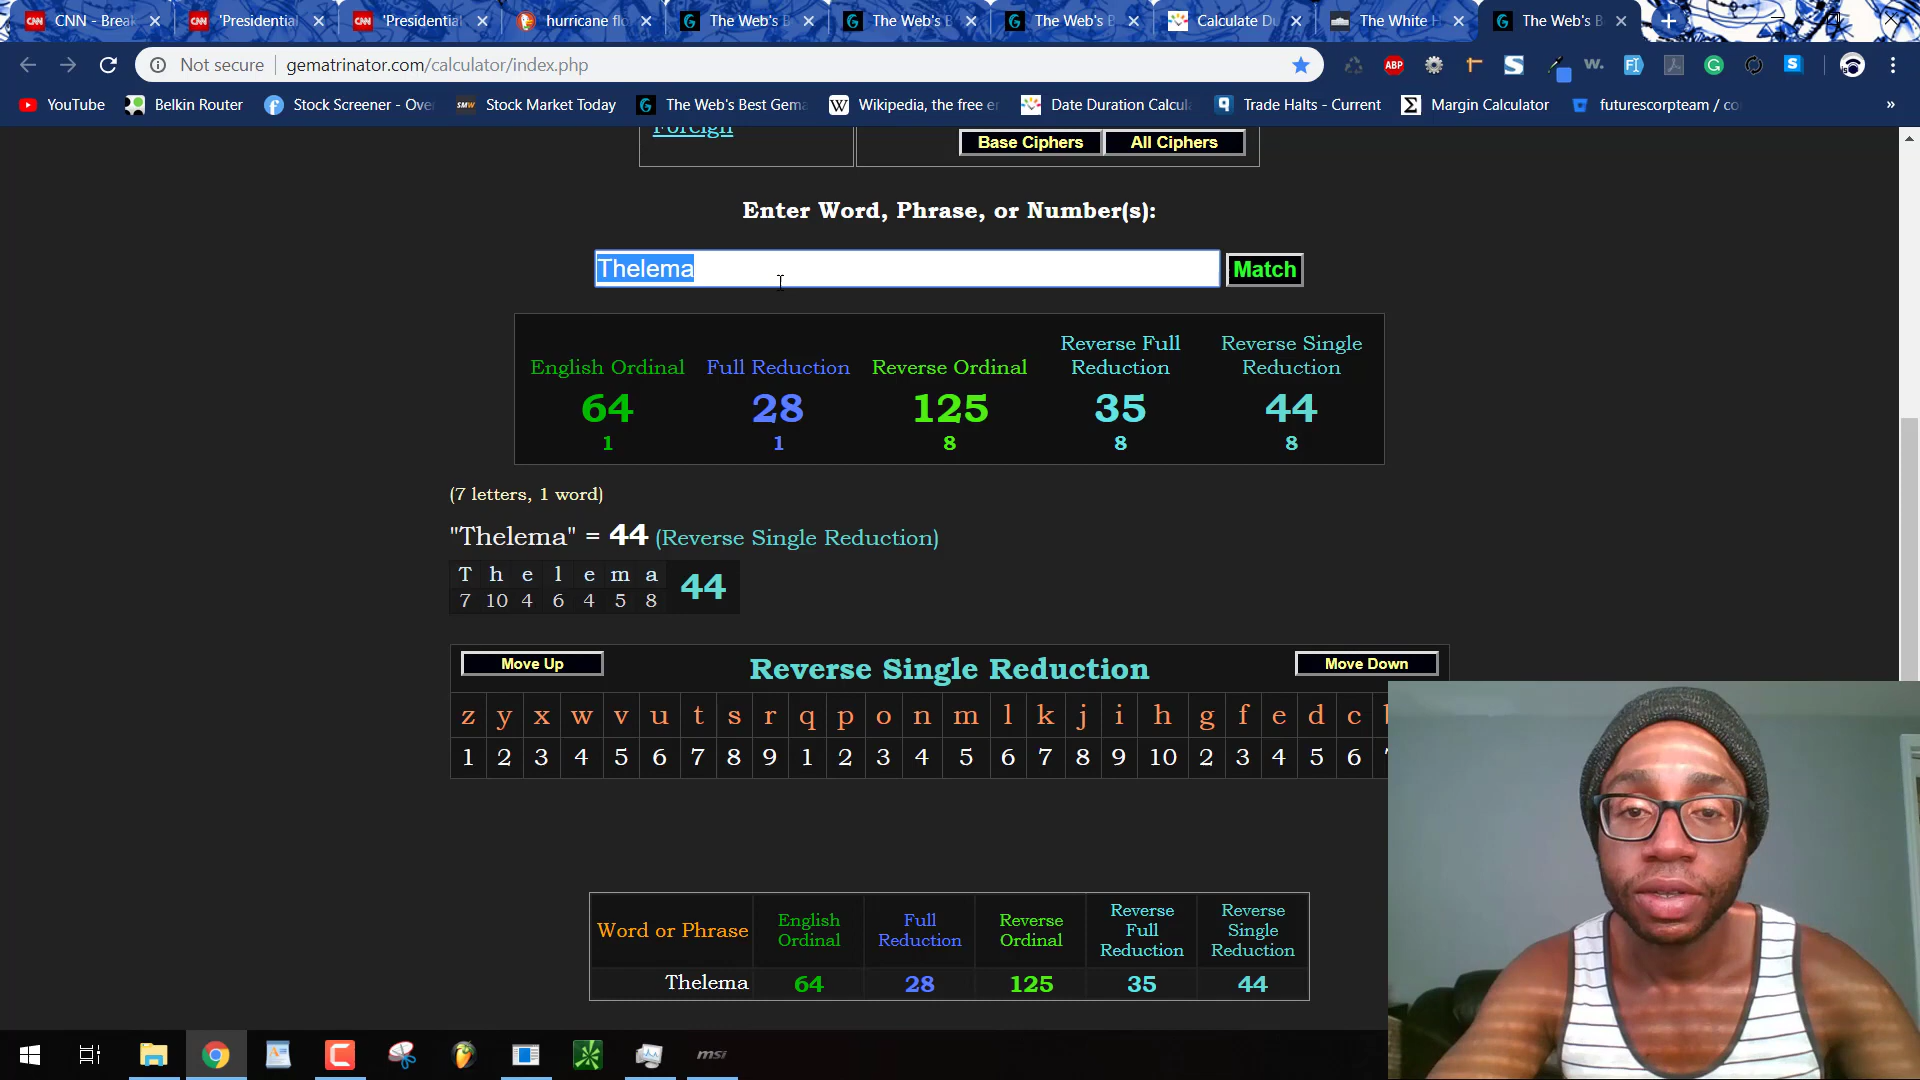 CNN - Break
'Presidential
'Presidential
hurricane flo
The Web's B
The Web's B
The Web's B
Calculate Du
The White H
The Web's B
Not secure
gematrinator.com/calculator/index.php
ABP
YouTube
Belkin Router
Stock Screener - Over
SMW
Stock Market Today
The Web's Best Gema
Wikipedia, the free en
Date Duration Calcul
Trade Halts - Current
Margin Calculator
futurescorpteam / co
»
Foreign
Base Ciphers
All Ciphers
Enter Word, Phrase, or Number(s):
Thelema
Match
English Ordinal
Full Reduction
Reverse Ordinal
Reverse Full
Reduction
Reverse Single
Reduction
64
28
125
35
44
1
1
8
8
8
(7 letters, 1 word)
"Thelema" = 44 (Reverse Single Reduction)
T h e l e m a
7 10 4 6 4 5 8
44
Move Up
Reverse Single Reduction
Move Down
z y x w v u t s r q p o n m l k j i h g f e d c
1 2 3 4 5 6 7 8 9 1 2 3 4 5 6 7 8 9 10 2 3 4 5 6
Word or Phrase
English
Ordinal
Full
Reduction
Reverse
Ordinal
Reverse
Full
Reduction
Reverse
Single
Reduction
Thelema 64 28 125 35 44
msi